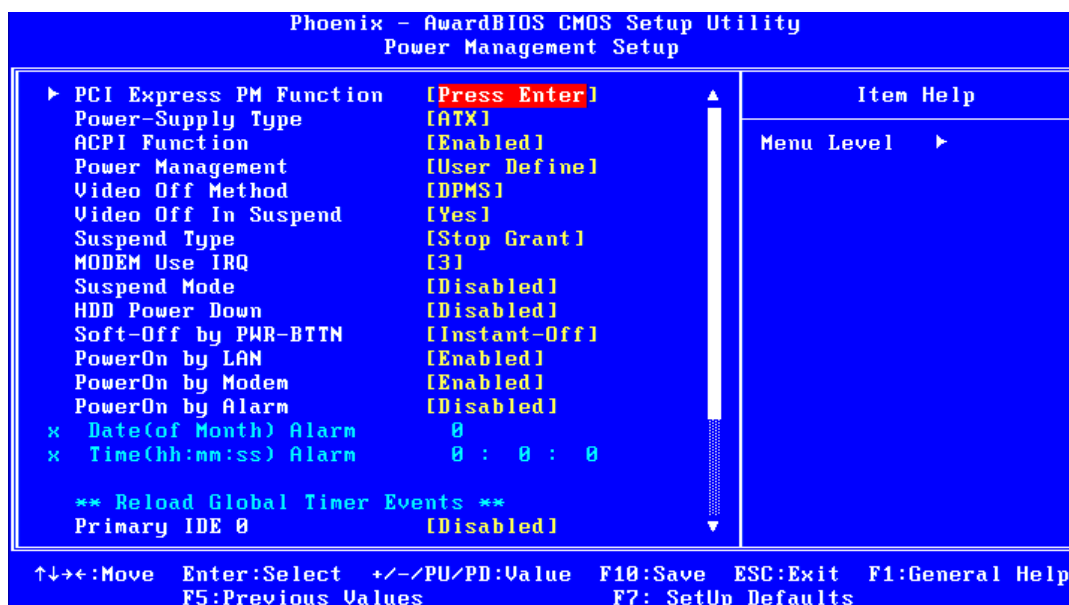 Phoenix - AwardBIOS CMOS Setup Utility
Power Management Setup
▶ PCI Express PM Function [Press Enter]
Power-Supply Type [ATX]
ACPI Function [Enabled]
Power Management [User Define]
Video Off Method [DPMS]
Video Off In Suspend [Yes]
Suspend Type [Stop Grant]
MODEM Use IRQ [3]
Suspend Mode [Disabled]
HDD Power Down [Disabled]
Soft-Off by PWR-BTTN [Instant-Off]
PowerOn by LAN [Enabled]
PowerOn by Modem [Enabled]
PowerOn by Alarm [Disabled]
x Date(of Month) Alarm 0
x Time(hh:mm:ss) Alarm 0 : 0 : 0
** Reload Global Timer Events **
Primary IDE 0 [Disabled]
Item Help
Menu Level ▶
↑↓→←:Move Enter:Select +/-/PU/PD:Value F10:Save ESC:Exit F1:General Help
F5:Previous Values F7: SetUp Defaults